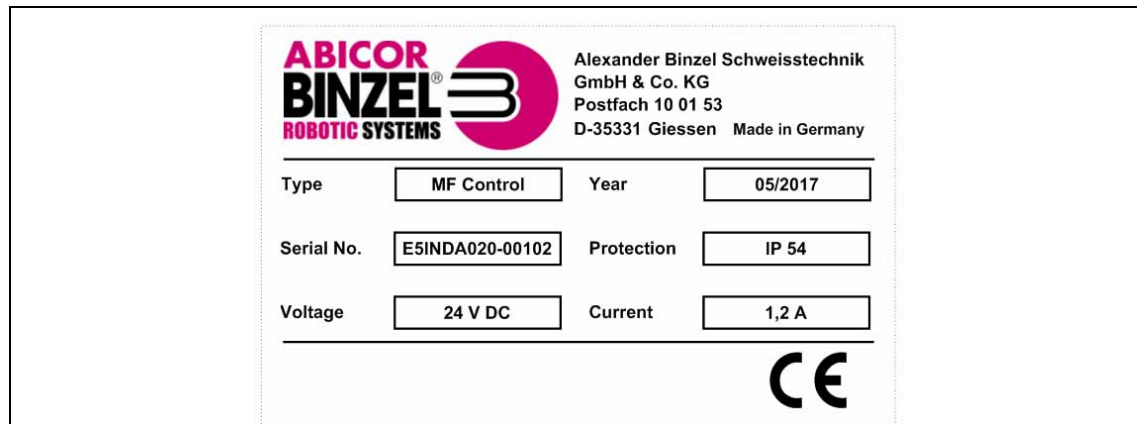 ABICOR
BINZEL®
ROBOTIC SYSTEMS
Alexander Binzel Schweisstechnik
GmbH & Co. KG
Postfach 10 01 53
D-35331 Giessen Made in Germany
Type MF Control Year 05/2017
Serial No. E5INDA020-00102 Protection IP 54
Voltage 24 V DC Current 1,2 A
CE